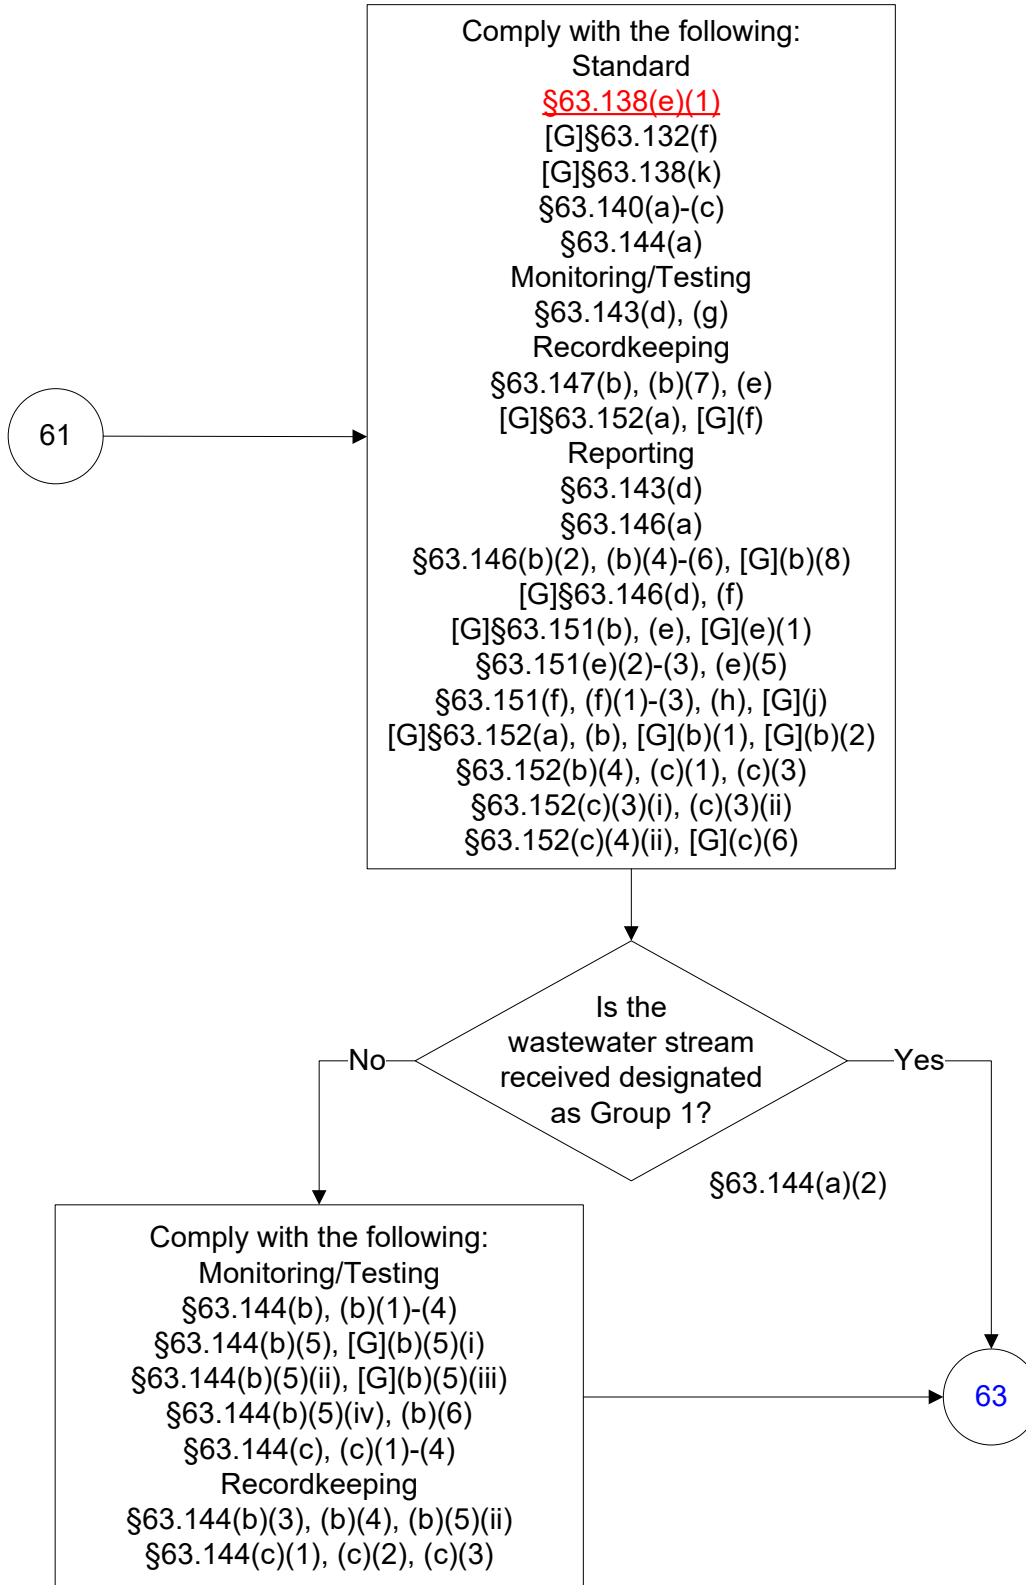 Comply with the following:
Standard
§63.138(e)(1)
[G]§63.132(f)
[G]§63.138(k)
§63.140(a)-(c)
§63.144(a)
Monitoring/Testing
§63.143(d), (g)
Recordkeeping
§63.147(b), (b)(7), (e)
[G]§63.152(a), [G](f)
Reporting
§63.143(d)
§63.146(a)
§63.146(b)(2), (b)(4)-(6), [G](b)(8)
[G]§63.146(d), (f)
[G]§63.151(b), (e), [G](e)(1)
§63.151(e)(2)-(3), (e)(5)
§63.151(f), (f)(1)-(3), (h), [G](j)
[G]§63.152(a), (b), [G](b)(1), [G](b)(2)
§63.152(b)(4), (c)(1), (c)(3)
§63.152(c)(3)(i), (c)(3)(ii)
§63.152(c)(4)(ii), [G](c)(6)
61
Is the
wastewater stream
received designated
as Group 1?
No
Yes
§63.144(a)(2)
Comply with the following:
Monitoring/Testing
§63.144(b), (b)(1)-(4)
§63.144(b)(5), [G](b)(5)(i)
§63.144(b)(5)(ii), [G](b)(5)(iii)
§63.144(b)(5)(iv), (b)(6)
§63.144(c), (c)(1)-(4)
Recordkeeping
§63.144(b)(3), (b)(4), (b)(5)(ii)
§63.144(c)(1), (c)(2), (c)(3)
63